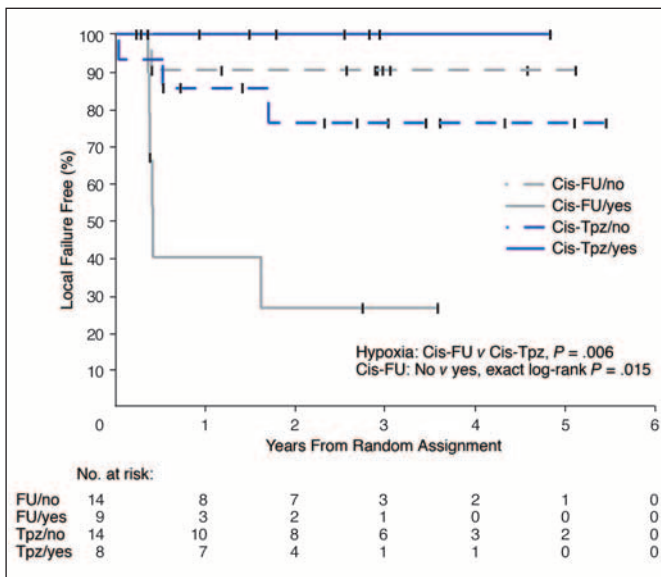 Local Failure Free (%)
100
90
80
70
60
50
40
30
20
10
0 1 2 3 4 5 6
Years From Random Assignment
Cis-FU/no
Cis-FU/yes
Cis-Tpz/no
Cis-Tpz/yes
Hypoxia: Cis-FU v Cis-Tpz, P = .006
Cis-FU: No v yes, exact log-rank P = .015
No. at risk:
FU/no 14 8 7 3 2 1 0
FU/yes 9 3 2 1 0 0 0
Tpz/no 14 10 8 6 3 2 0
Tpz/yes 8 7 4 1 1 0 0